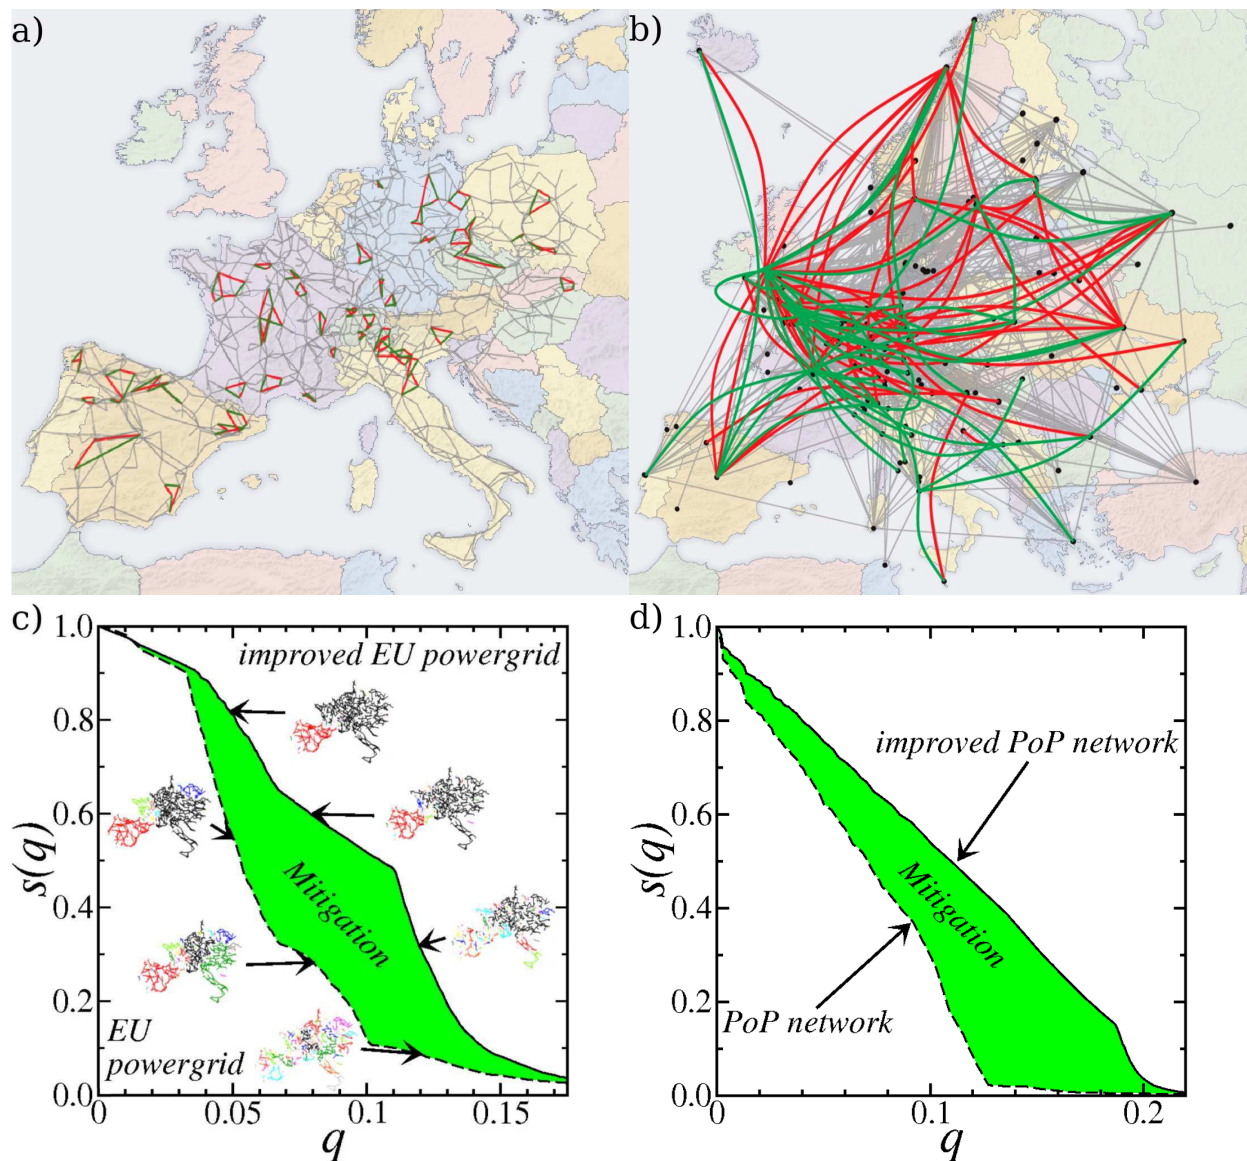 a)
b)
c)
1.0
0.8
0.6
0.4
0.2
0.0
s(q)
improved EU powergrid
Mitigation
EU
powergrid
0
0.05
0.1
0.15
q
d)
1.0
0.8
0.6
0.4
0.2
0.0
s(q)
improved PoP network
Mitigation
PoP network
0
0.1
0.2
q